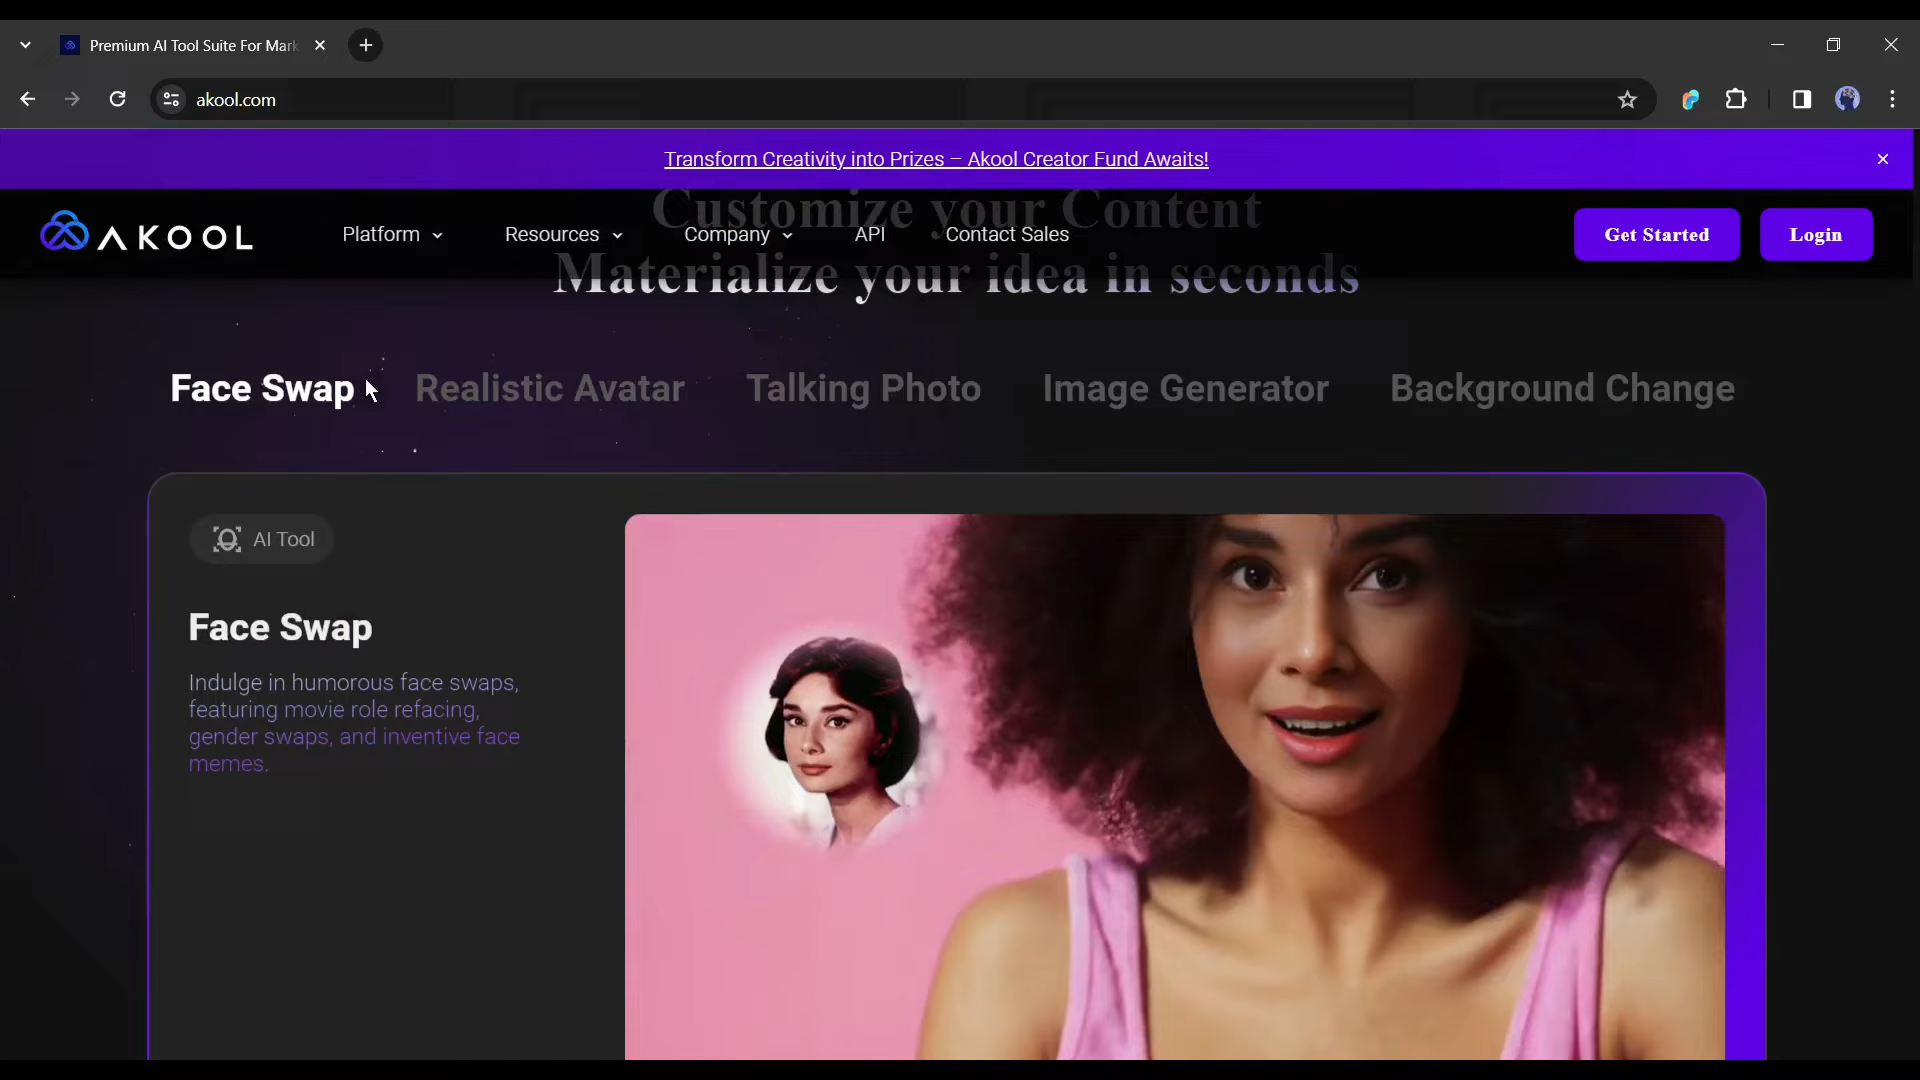 Premium AI Tool Suite For Mark
akool.com
Transform Creativity into Prizes – Akool Creator Fund Awaits!
Customize your Content
AKOOL
Platform
Resources
Company
API
Contact Sales
Get Started
Login
Materialize your idea in seconds
Face Swap
Realistic Avatar
Talking Photo
Image Generator
Background Change
AI Tool
Face Swap
Indulge in humorous face swaps,
featuring movie role refacing,
gender swaps, and inventive face
memes.